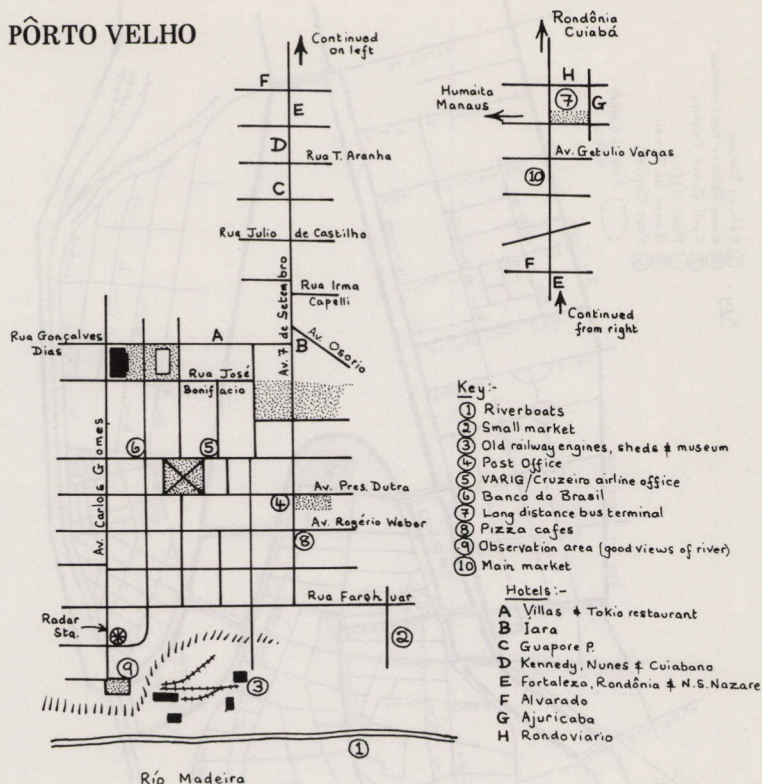 PÔRTO VELHO
Continued
on left
F
E
D
Rua T. Aranha
C
Rua Julio de Castilho
Av. 7 de Setembro
Rua Irma
Capelli
Av. Osorio
Rua Gonçalves
Dias
A
B
Rua José
Bonifacio
Av. Carlos Gomes
6
5
Av. Pres. Dutra
4
Av. Rogério Weber
8
Rua Farqhuar
Radar
Sta.
2
9
3
1
Río Madeira
Rondônia
Cuiabá
H
7
G
Humaita
Manaus
Av. Getulio Vargas
10
F
E
Continued
from right
Key:-
1 Riverboats
2 Small market
3 Old railway engines, sheds & museum
4 Post Office
5 VARIG/Cruzeiro airline office
6 Banco do Brasil
7 Long distance bus terminal
8 Pizza cafes
9 Observation area (good views of river)
10 Main market
Hotels:-
A Villas & Tokio restaurant
B Iara
C Guapore P.
D Kennedy, Nunes & Cuiabano
E Fortaleza, Rondônia & N.S. Nazare
F Alvarado
G Ajuricaba
H Rondoviario